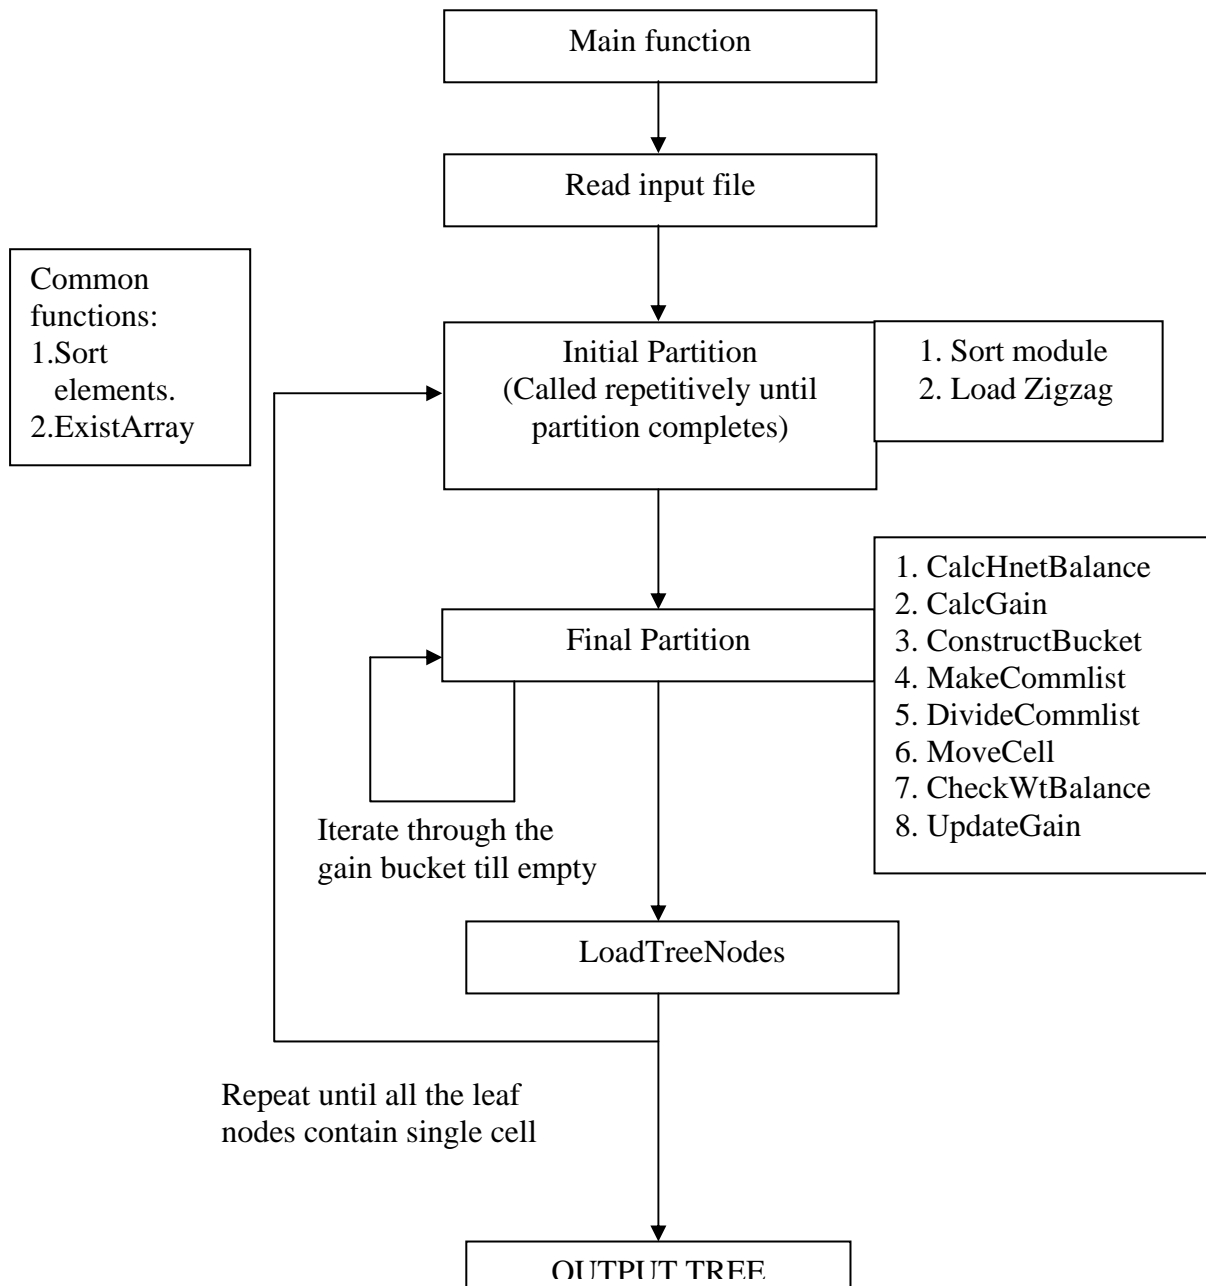 Main function
Read input file
Common
functions:
1.Sort
elements.
2.ExistArray
Initial Partition
(Called repetitively until
partition completes)
1. Sort module
2. Load Zigzag
Final Partition
1. CalcHnetBalance
2. CalcGain
3. ConstructBucket
4. MakeCommlist
5. DivideCommlist
6. MoveCell
7. CheckWtBalance
8. UpdateGain
Iterate through the
gain bucket till empty
LoadTreeNodes
Repeat until all the leaf
nodes contain single cell
OUTPUT TREE